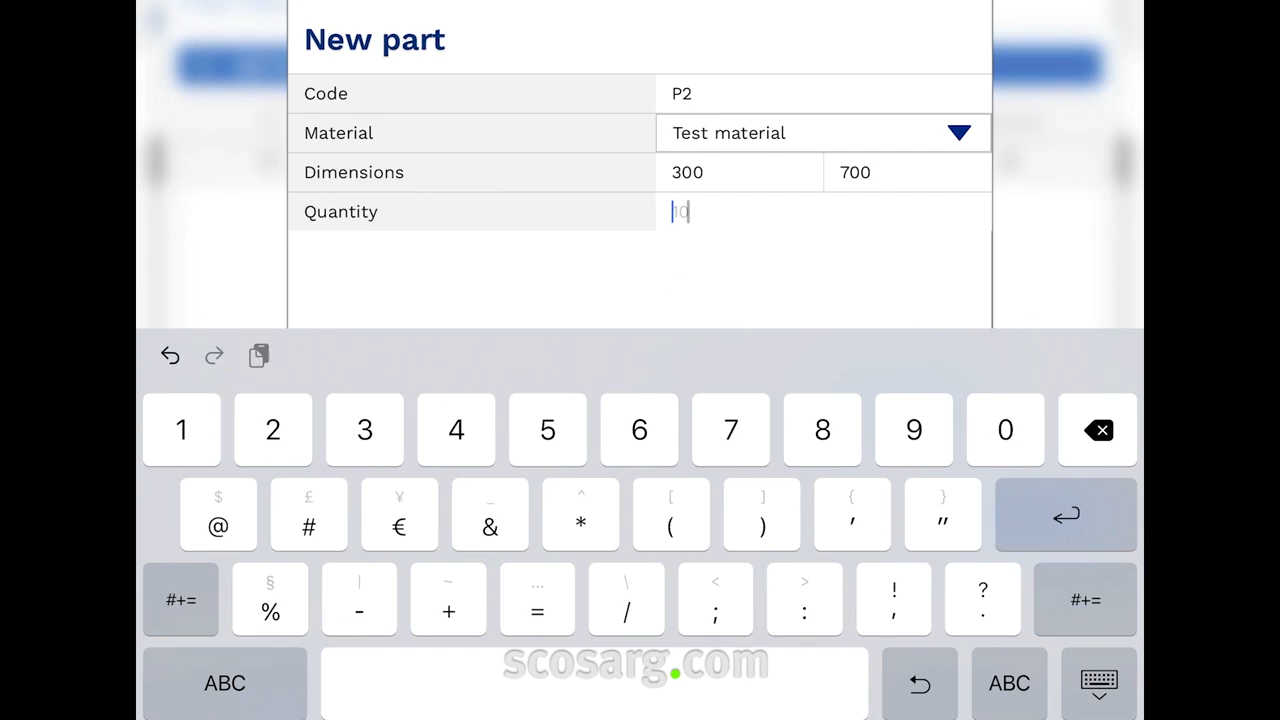 New part
Code P2
Material Test material
Dimensions 300 700
Quantity 10
1 2 3 4 5 6 7 8 9 0
$ £ ¥ _ ^ [ ] { }
@ # € & * ( ) ' "
§ | ~ … \ < > ! ?
#+= % - + = / ; : , . #+=
ABC ABC
scosarg.com